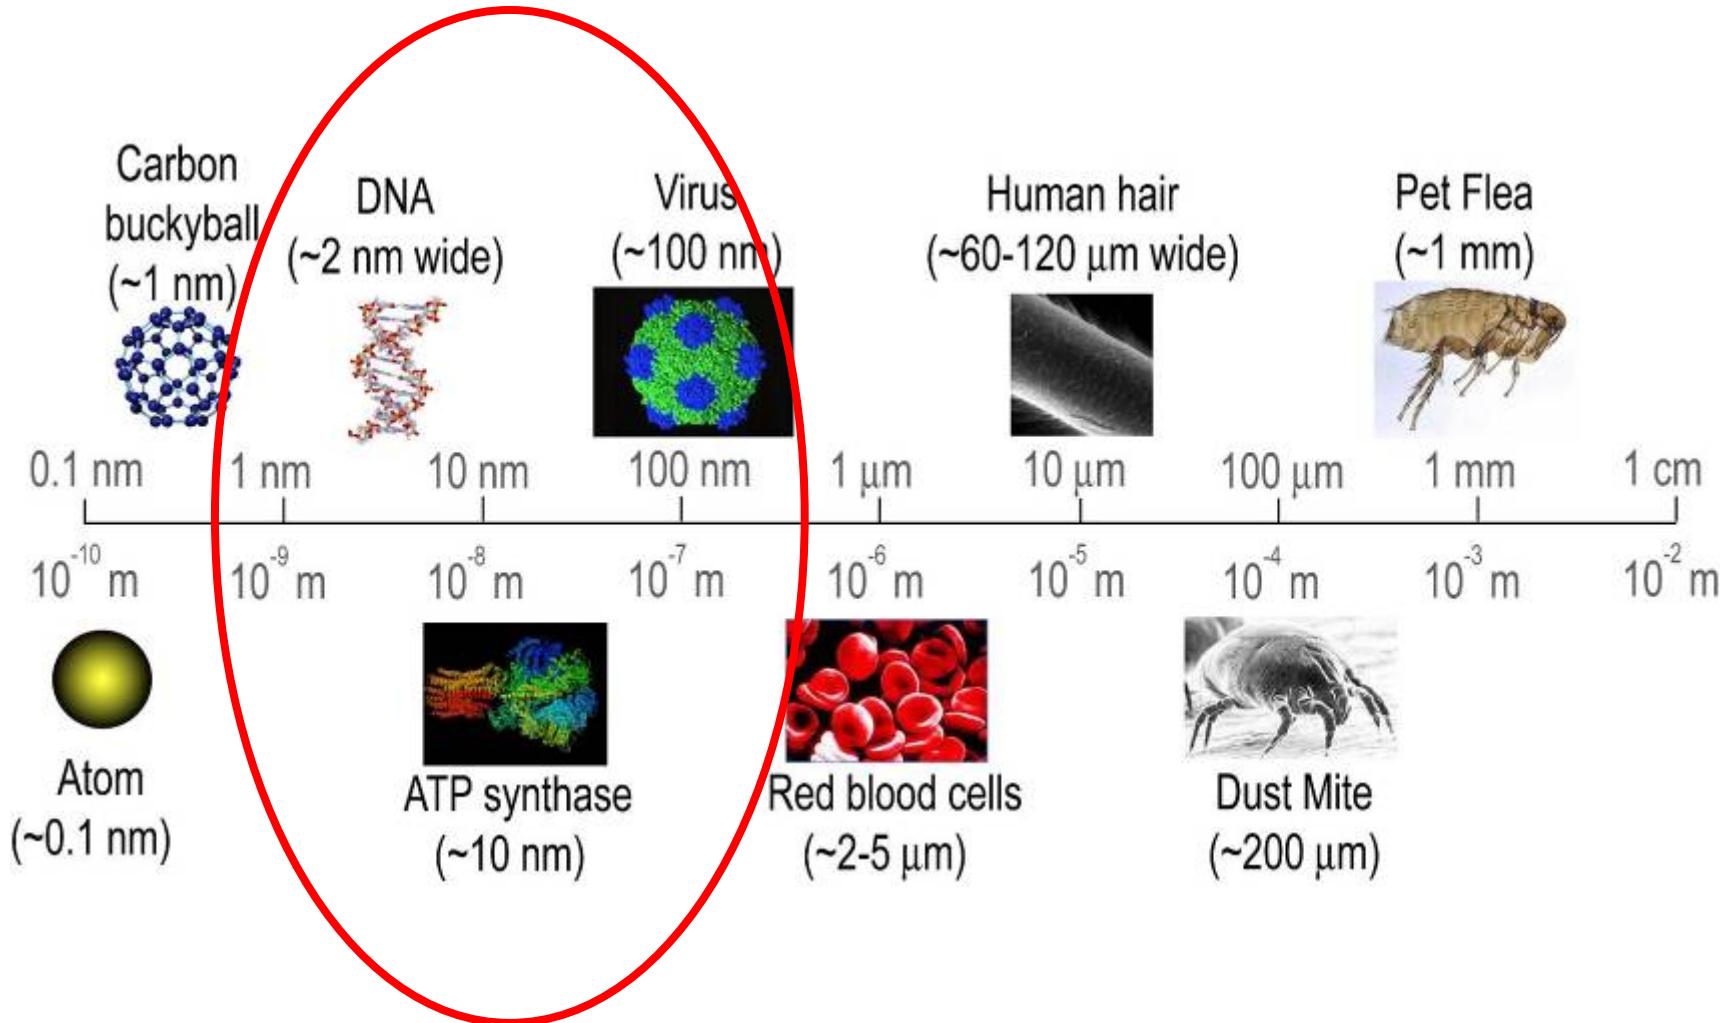 Carbon
buckyball
(~1 nm)
DNA
(~2 nm wide)
Virus
(~100 nm)
Human hair
(~60-120 μm wide)
Pet Flea
(~1 mm)
0.1 nm 1 nm 10 nm 100 nm 1 μm 10 μm 100 μm 1 mm 1 cm
10⁻¹⁰ m 10⁻⁹ m 10⁻⁸ m 10⁻⁷ m 10⁻⁶ m 10⁻⁵ m 10⁻⁴ m 10⁻³ m 10⁻² m
Atom
(~0.1 nm)
ATP synthase
(~10 nm)
Red blood cells
(~2-5 μm)
Dust Mite
(~200 μm)